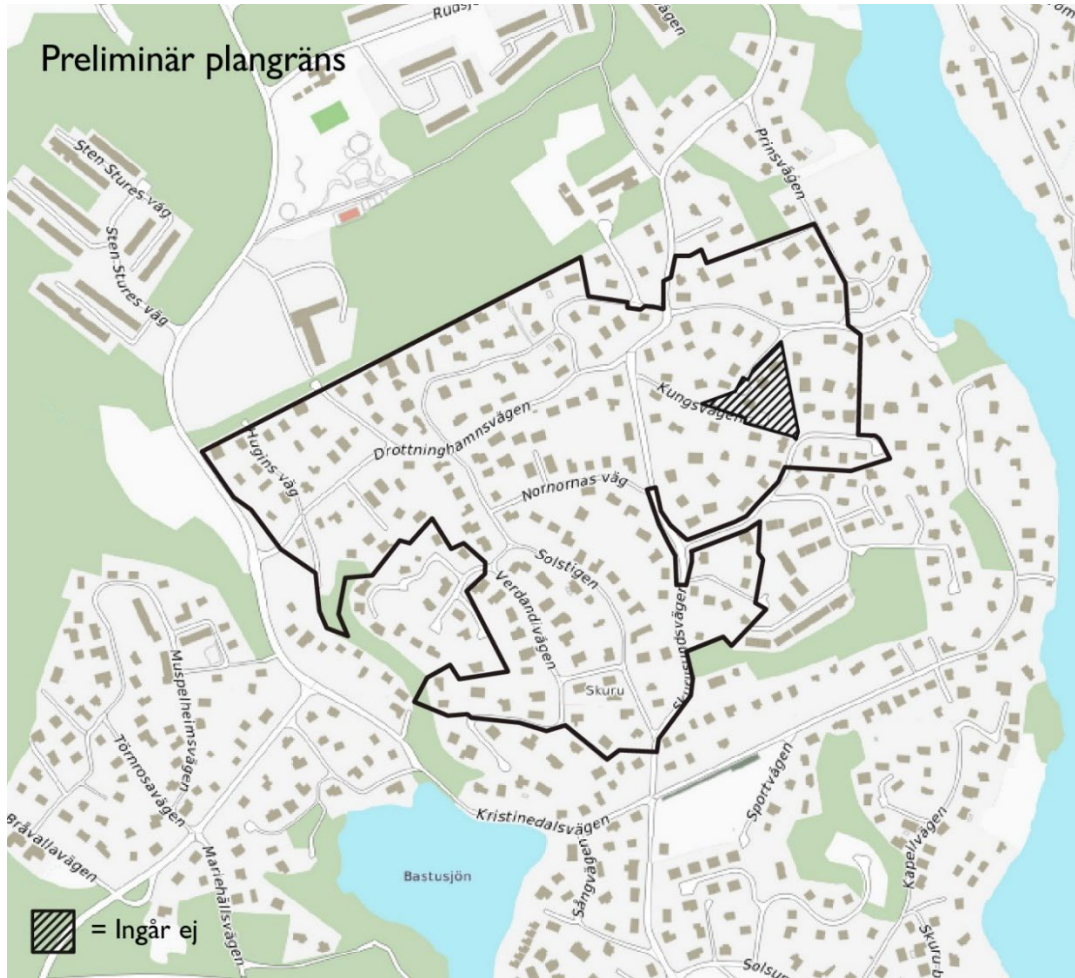 Preliminär plangräns
Prinsvägen
Sten Stures väg
Sten Stures väg
Kungsvägen
Drottninghamnsvägen
Hugins väg
Nornornas väg
Solstigen
Verdandivägen
Skuru
Muspelheimsvägen
Törnrosavägen
Sportvägen
Kristinedalsvägen
Bråvallavägen
Mariehällsvägen
Bastusjön
Sångvägen
Kapellvägen
= Ingår ej